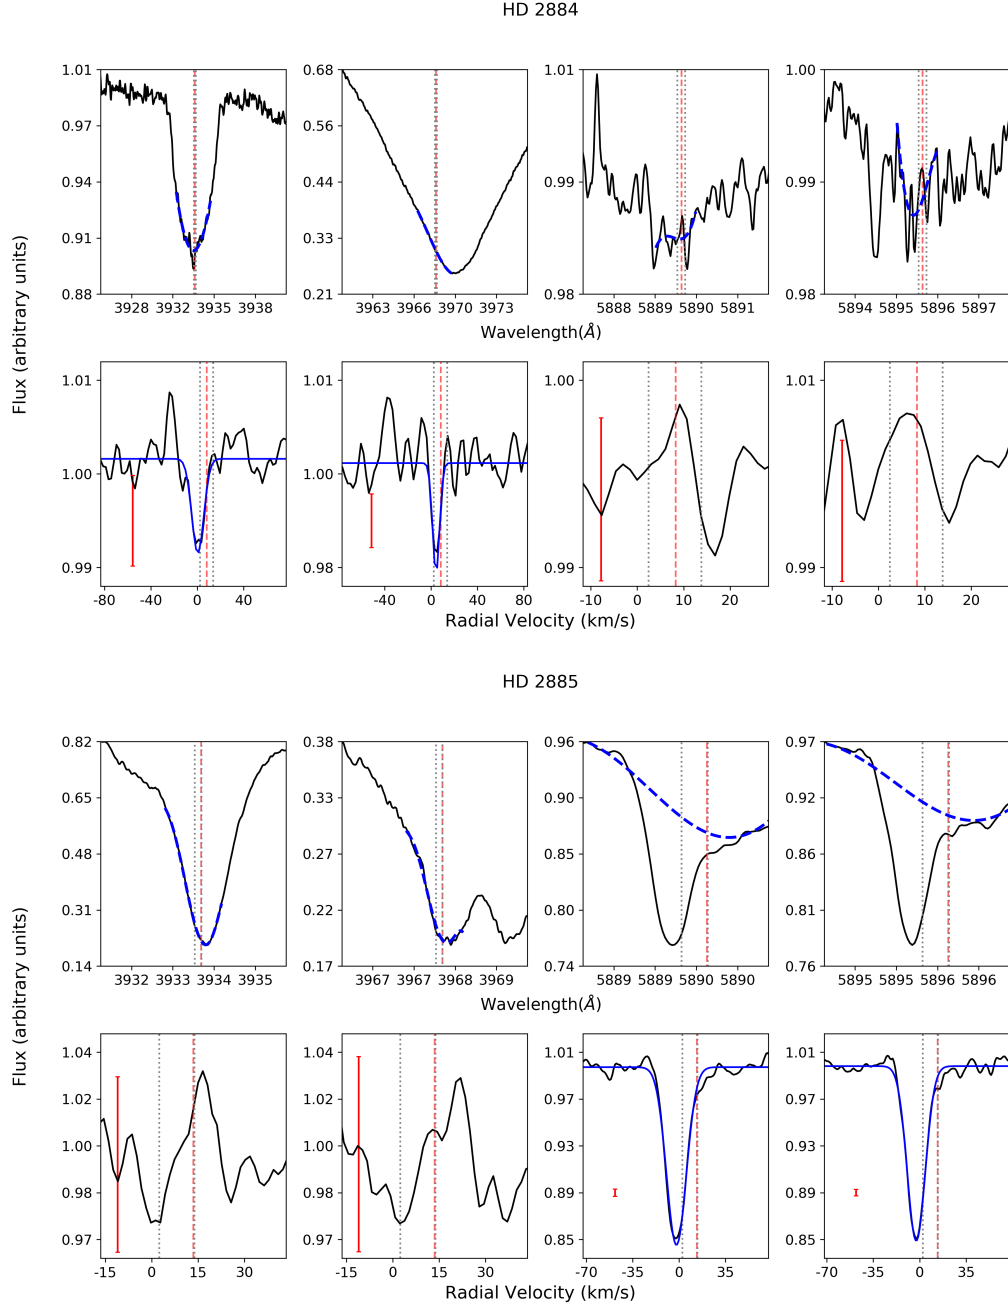 HD 2884
1.01
0.97
0.94
0.91
0.88
0.68
0.56
0.44
0.33
0.21
1.01
0.99
0.98
1.00
0.99
0.98
3928 3932 3935 3938
3963 3966 3970 3973
5888 5889 5890 5891
5894 5895 5896 5897
Wavelength(Å)
Flux (arbitrary units)
1.01
1.00
0.99
1.01
1.00
0.98
1.00
0.99
1.01
0.99
-80 -40 0 40
-40 0 40 80
-10 0 10 20
-10 0 10 20
Radial Velocity (km/s)
HD 2885
0.82
0.65
0.48
0.31
0.14
0.38
0.33
0.27
0.22
0.17
0.96
0.90
0.85
0.80
0.74
0.97
0.92
0.86
0.81
0.76
3932 3933 3934 3935
3967 3967 3968 3969
5889 5889 5890 5890
5895 5895 5896 5896
Wavelength(Å)
Flux (arbitrary units)
1.04
1.02
1.00
0.98
0.97
1.04
1.02
1.00
0.98
0.97
1.01
0.97
0.93
0.89
0.85
1.01
0.97
0.93
0.89
0.85
-15 0 15 30
-15 0 15 30
-70 -35 0 35
-70 -35 0 35
Radial Velocity (km/s)